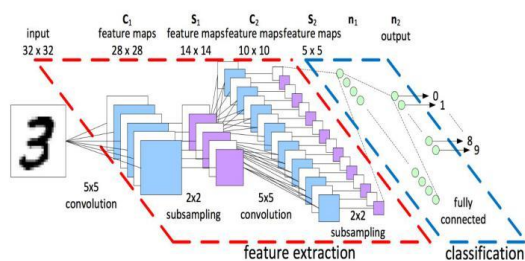 C₁ S₁ C₂ S₂ n₁ n₂
input feature maps feature maps feature maps feature maps output
32 x 32 28 x 28 14 x 14 10 x 10 5 x 5
3
0
1
8
9
5x5
convolution
2x2
subsampling
5x5
convolution
2x2
subsampling
fully
connected
feature extraction
classification